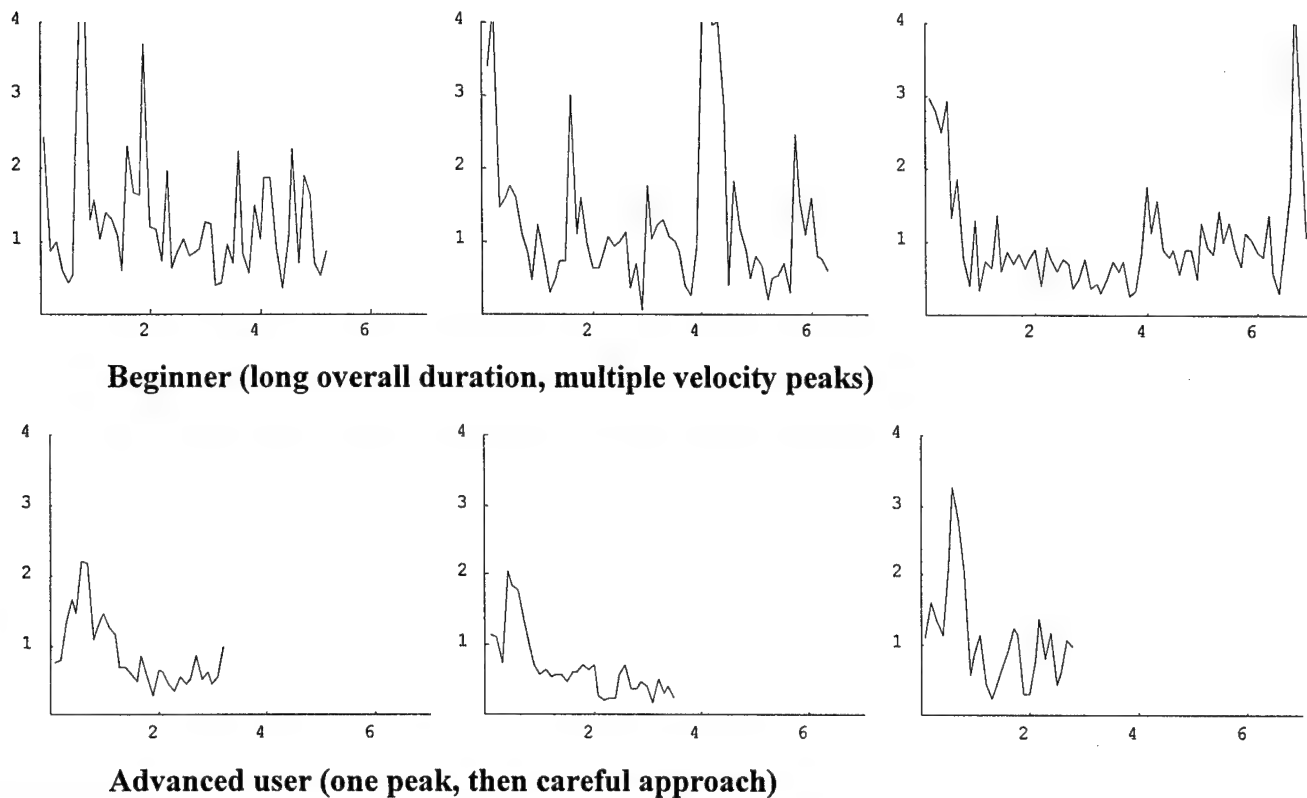 4 4 4
3 3 3
2 2 2
1 1 1
2 4 6 2 4 6 2 4 6
Beginner (long overall duration, multiple velocity peaks)
4 4 4
3 3 3
2 2 2
1 1 1
2 4 6 2 4 6 2 4 6
Advanced user (one peak, then careful approach)